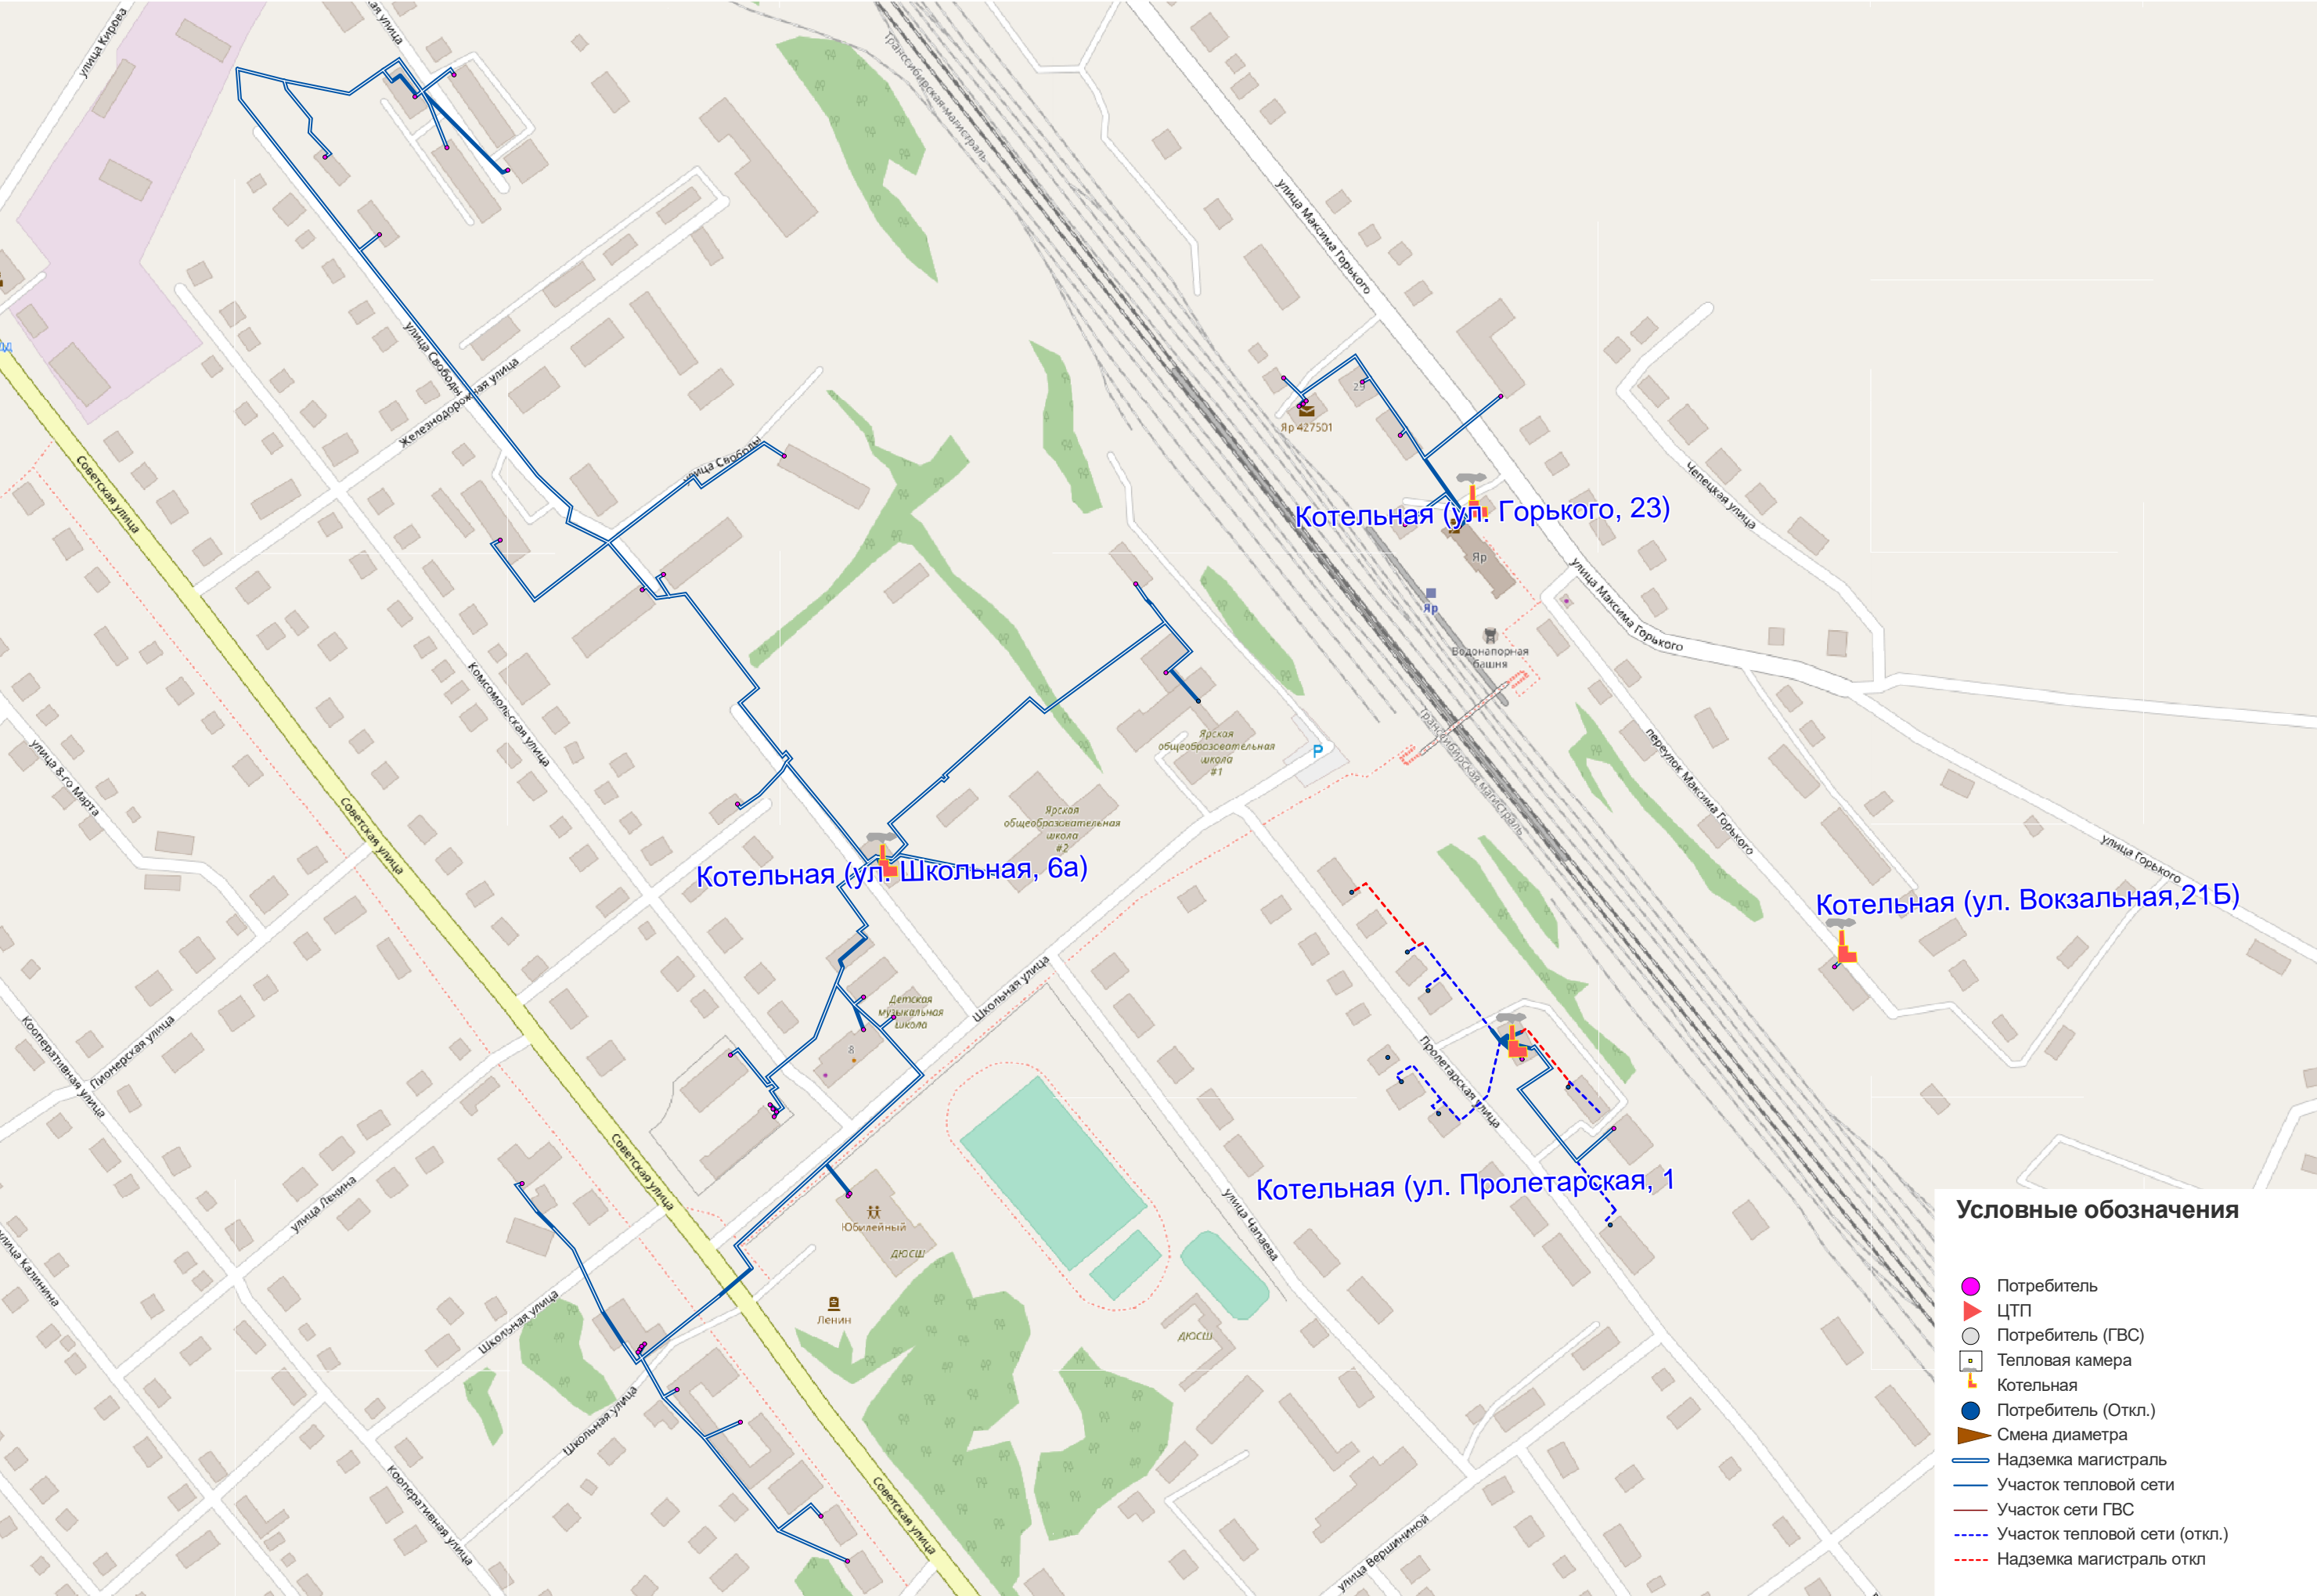 улица Кирова
ая улица
Транссибирская магистраль
улица Максима Горького
улица Свободы
Железнодорожная улица
29
Яр 427501
Советская улица
улица Свободы
Чепецкая улица
Котельная (ул. Горького, 23)
Яр
Яр
улица Максима Горького
Водонапорная
башня
Комсомольская улица
Ярская
общеобразовательная
школа
#1
P
Транссибирская магистраль
переулок Максима Горького
улица 8-го Марта
Советская улица
Ярская
общеобразовательная
школа
#2
улица Горького
Котельная (ул. Школьная, 6а)
Котельная (ул. Вокзальная,21Б)
Школьная улица
Детская
музыкальная
школа
8
Кооперативная улица
Пионерская улица
Пролетарская улица
Советская улица
улица Ленина
Котельная (ул. Пролетарская, 1
улица Чапаева
Юбилейный
ДЮСШ
улица Калинина
Школьная улица
Ленин
ДЮСШ
Школьная улица
Кооперативная улица
Советская улица
улица Вершининой
Условные обозначения
Потребитель
ЦТП
Потребитель (ГВС)
Тепловая камера
Котельная
Потребитель (Откл.)
Смена диаметра
Надземка магистраль
Участок тепловой сети
Участок сети ГВС
Участок тепловой сети (откл.)
Надземка магистраль откл